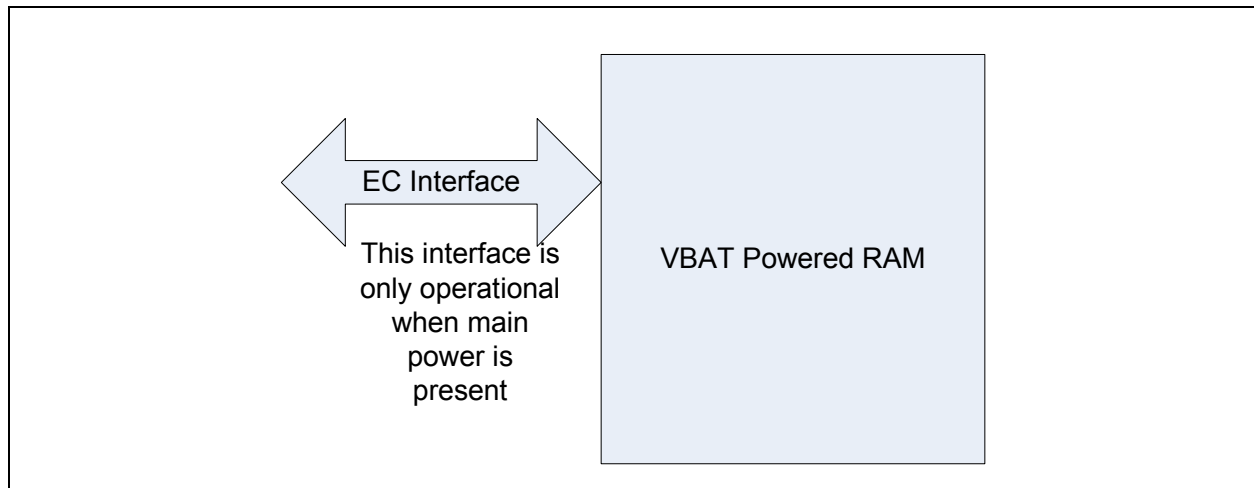 EC Interface
This interface is
only operational
when main
power is
present
VBAT Powered RAM